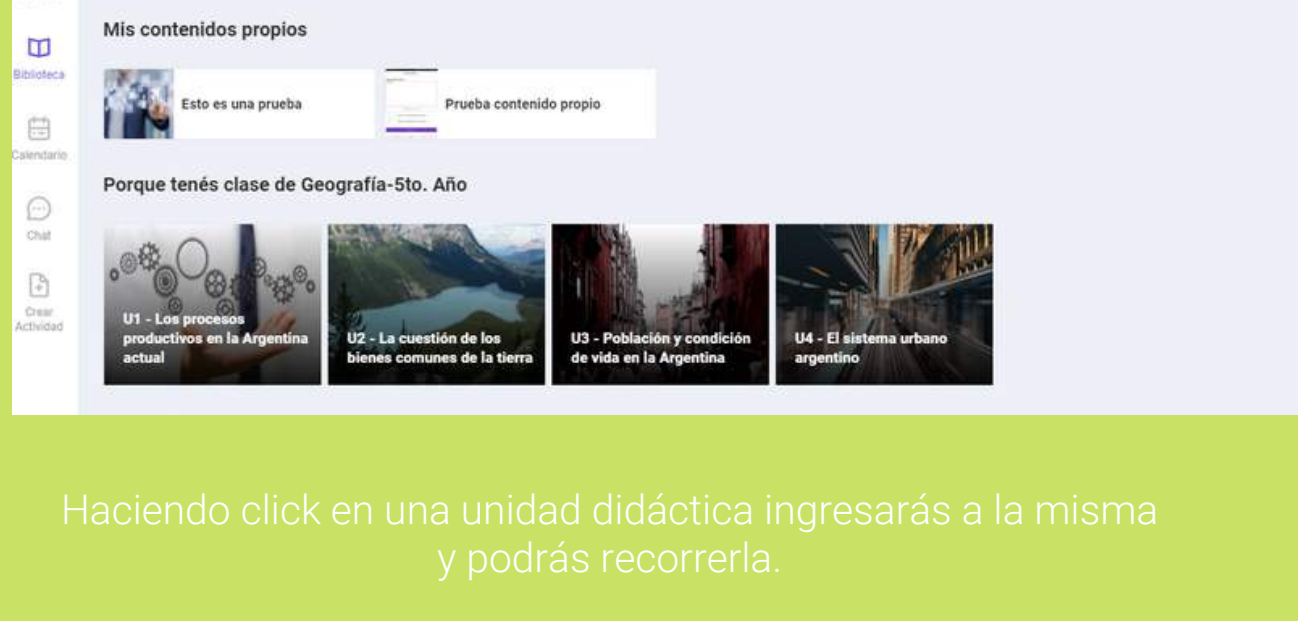 Mis contenidos propios
Biblioteca
Esto es una prueba
Prueba contenido propio
Calendario
Porque tenés clase de Geografía-5to. Año
Chat
Crear
Actividad
U1 - Los procesos
productivos en la Argentina
actual
U2 - La cuestión de los
bienes comunes de la tierra
U3 - Población y condición
de vida en la Argentina
U4 - El sistema urbano
argentino
Haciendo click en una unidad didáctica ingresarás a la misma
y podrás recorrerla.